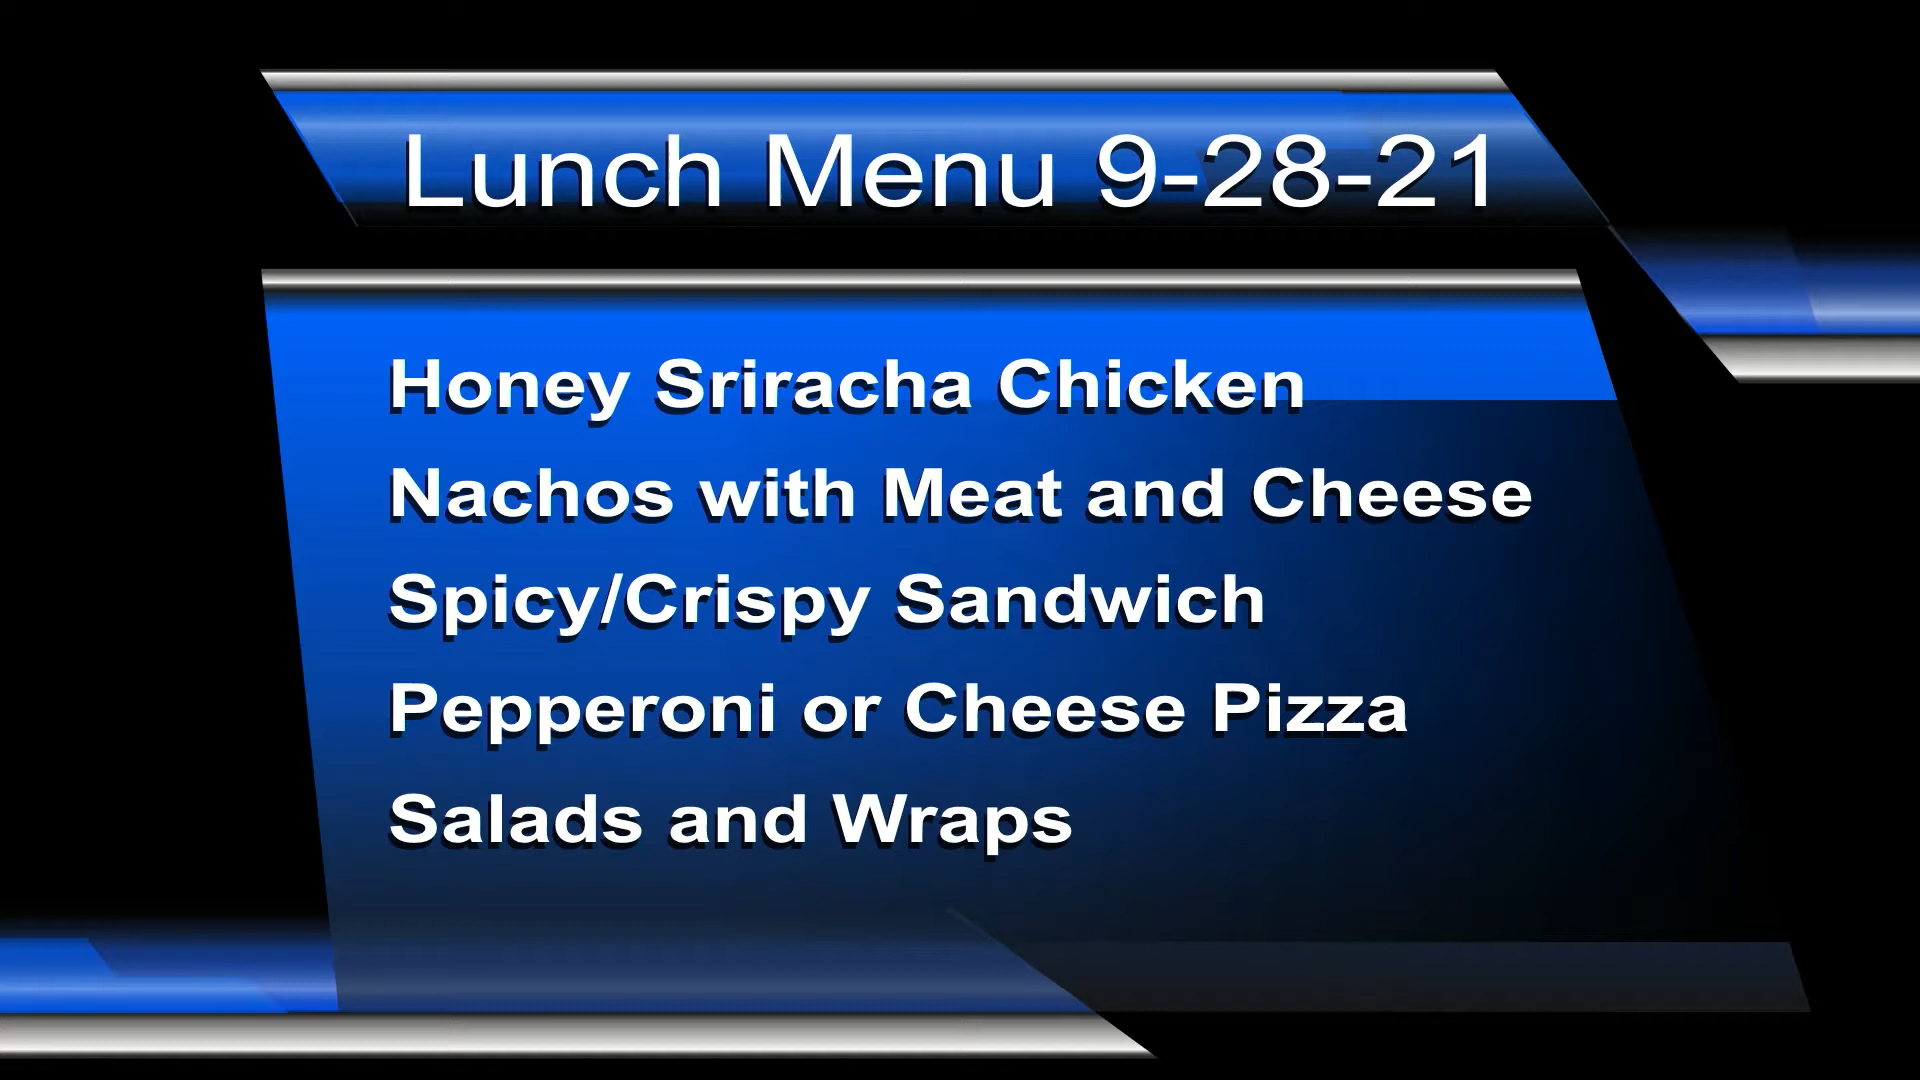 Lunch Menu 9-28-21
Honey Sriracha Chicken
Nachos with Meat and Cheese
Spicy/Crispy Sandwich
Pepperoni or Cheese Pizza
Salads and Wraps